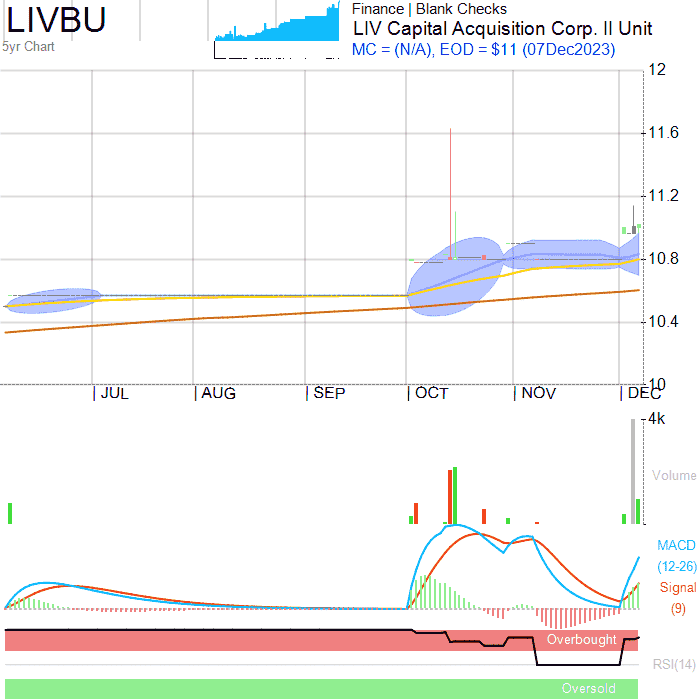 LIVBU
5yr Chart
Finance | Blank Checks
LIV Capital Acquisition Corp. II Unit
MC = (N/A), EOD = $11 (07Dec2023)
12
11.6
11.2
10.8
10.4
10
JUL AUG SEP OCT NOV DEC
4k
Volume
MACD
(12-26)
Signal
(9)
Overbought
RSI(14)
Oversold